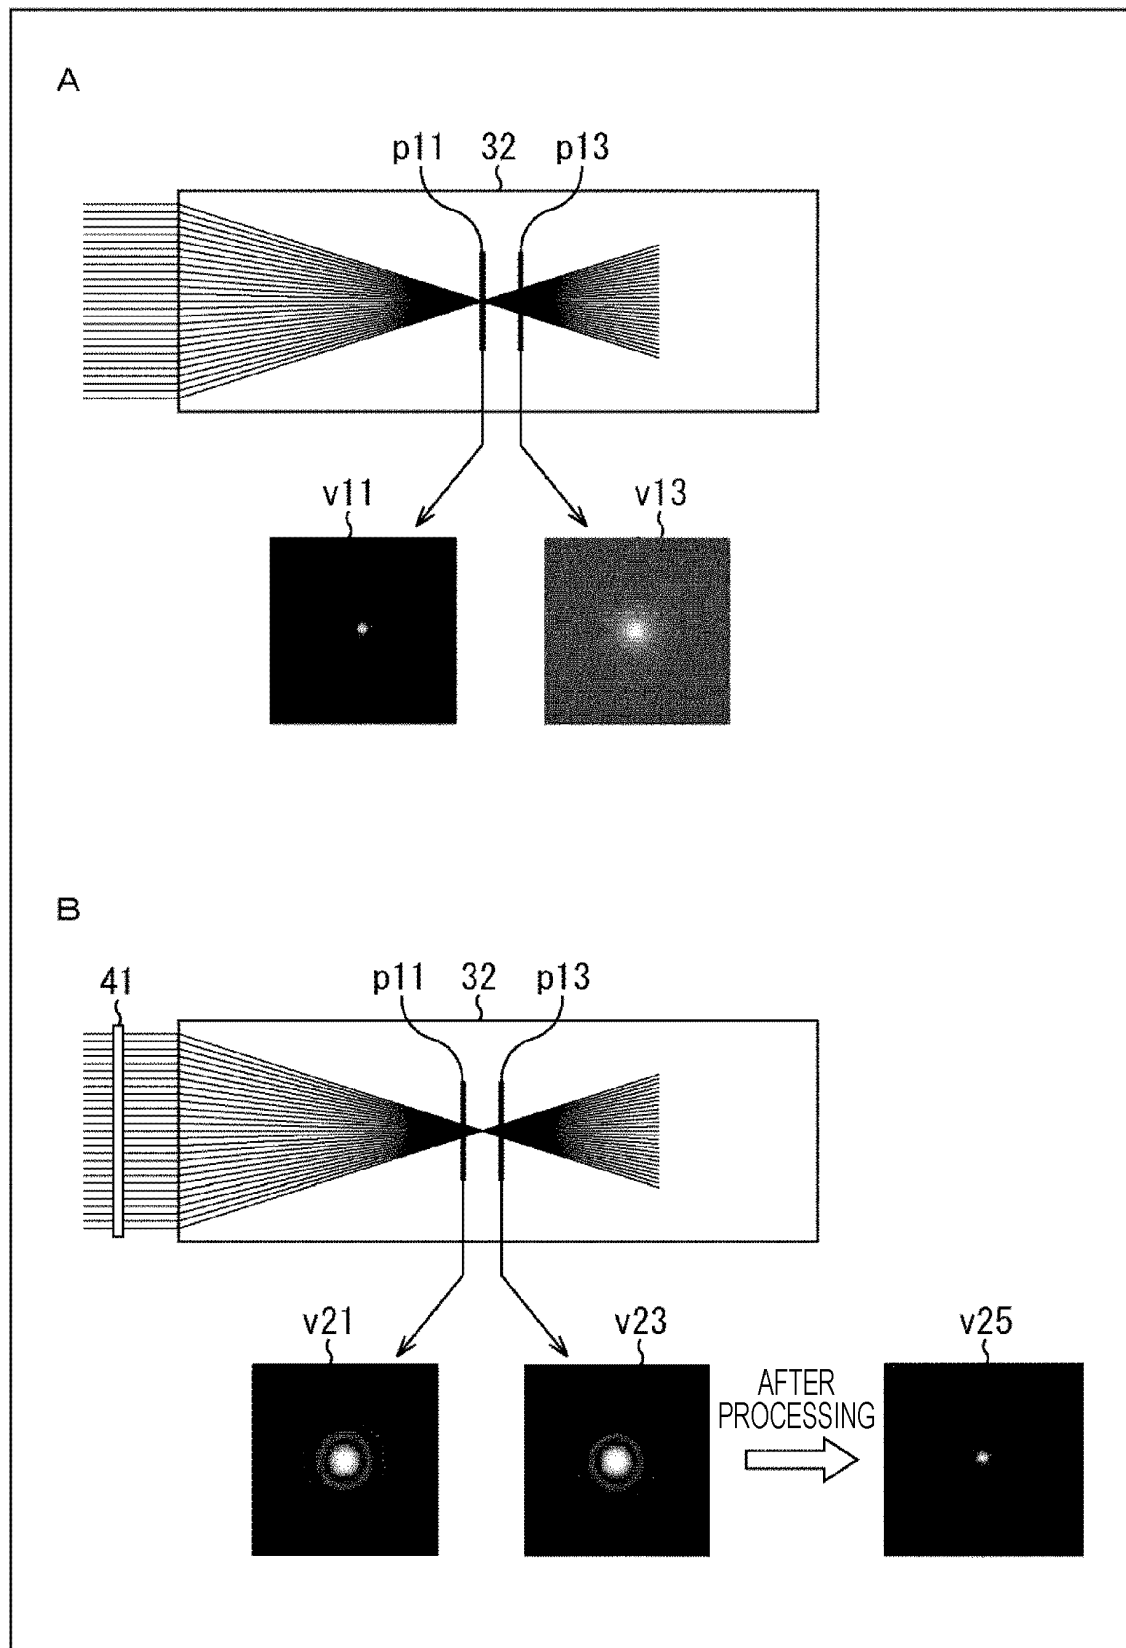 A
p11 32 p13
v11 v13
B
41
p11 32 p13
v21 v23 v25
AFTER
PROCESSING